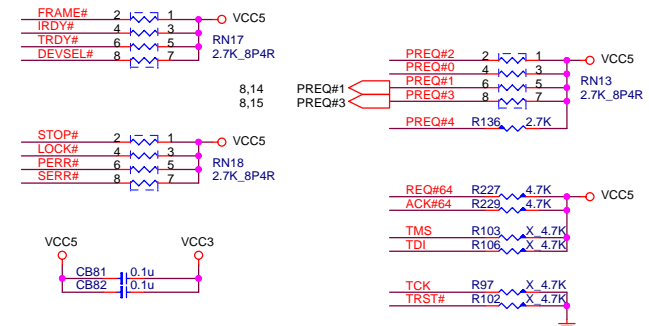 FRAME# 2 1 VCC5
IRDY# 4 3
TRDY# 6 5 RN17
DEVSEL# 8 7 2.7K_8P4R
PREQ#2 2 1 VCC5
PREQ#0 4 3 RN13
8,14 PREQ#1 PREQ#1 6 5 2.7K_8P4R
8,15 PREQ#3 PREQ#3 8 7
PREQ#4 R136 2.7K
STOP# 2 1 VCC5
LOCK# 4 3
PERR# 6 5 RN18
SERR# 8 7 2.7K_8P4R
REQ#64 R227 4.7K VCC5
ACK#64 R229 4.7K
TMS R103 X_4.7K
TDI R106 X_4.7K
VCC5 VCC3
CB81 0.1u
CB82 0.1u
TCK R97 X_4.7K
TRST# R102 X_4.7K